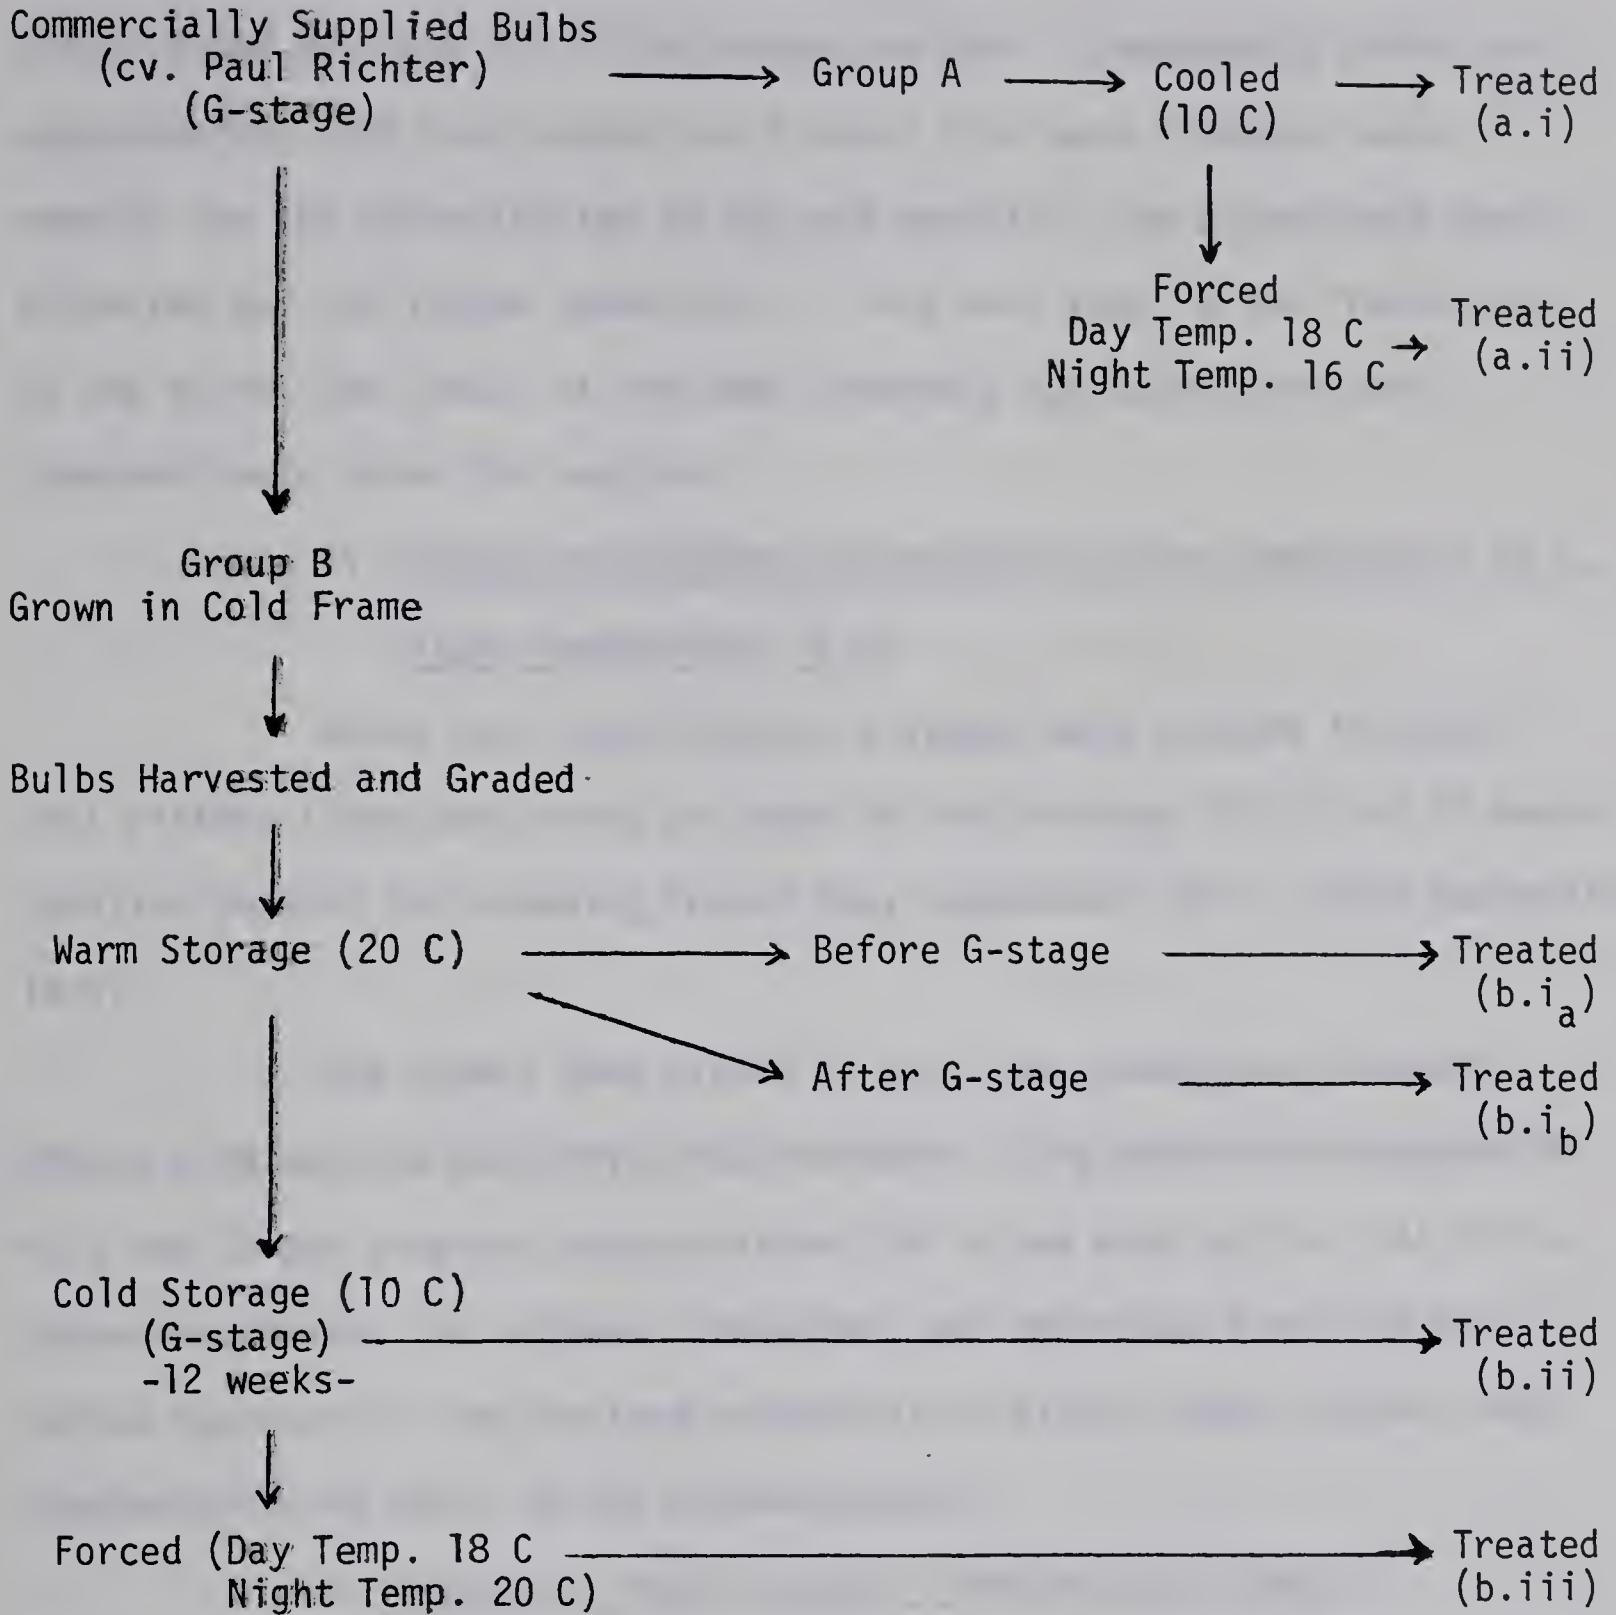 Commercially Supplied Bulbs
(cv. Paul Richter)
(G-stage)
Group A
Cooled
(10 C)
Treated
(a.i)
Forced
Day Temp. 18 C
Night Temp. 16 C
Treated
(a.ii)
Group B
Grown in Cold Frame
Bulbs Harvested and Graded
Warm Storage (20 C)
Before G-stage
Treated
(b.i_a)
After G-stage
Treated
(b.i_b)
Cold Storage (10 C)
(G-stage)
-12 weeks-
Treated
(b.ii)
Forced (Day Temp. 18 C
Night Temp. 20 C)
Treated
(b.iii)